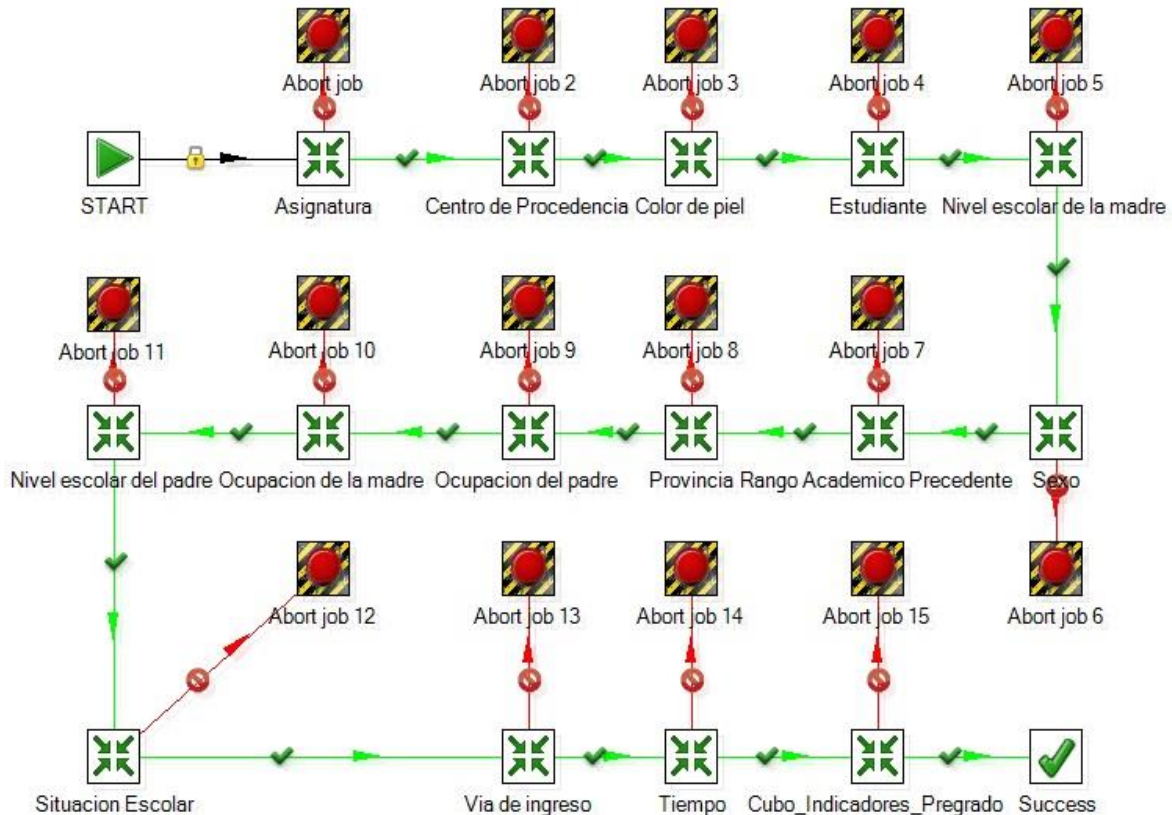 Abort job
Abort job 2
Abort job 3
Abort job 4
Abort job 5
START
Asignatura
Centro de Procedencia
Color de piel
Estudiante
Nivel escolar de la madre
Abort job 11
Abort job 10
Abort job 9
Abort job 8
Abort job 7
Nivel escolar del padre
Ocupacion de la madre
Ocupacion del padre
Provincia
Rango Academico Precedente
Sexo
Abort job 12
Abort job 13
Abort job 14
Abort job 15
Abort job 6
Situacion Escolar
Via de ingreso
Tiempo
Cubo_Indicadores_Pregrado
Success